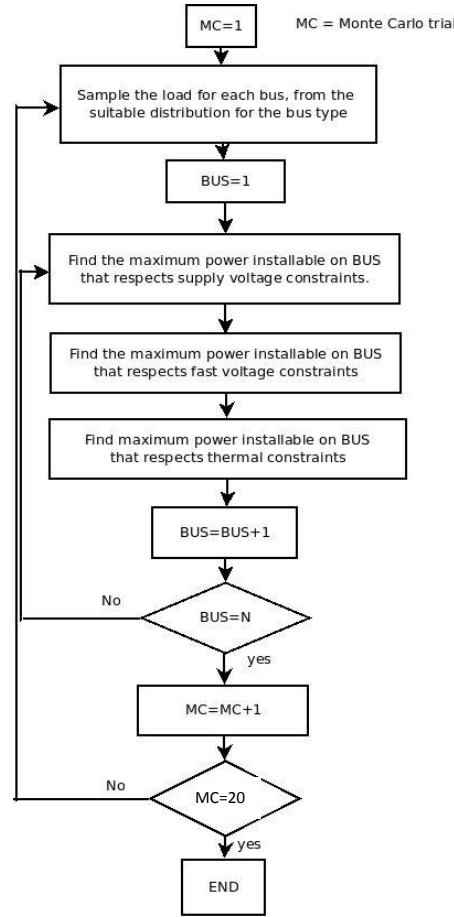 MC=1
MC = Monte Carlo trial
Sample the load for each bus, from the
suitable distribution for the bus type
BUS=1
Find the maximum power installable on BUS
that respects supply voltage constraints.
Find the maximum power installable on BUS
that respects fast voltage constraints
Find maximum power installable on BUS
that respects thermal constraints
BUS=BUS+1
No
BUS=N
yes
MC=MC+1
No
MC=20
yes
END